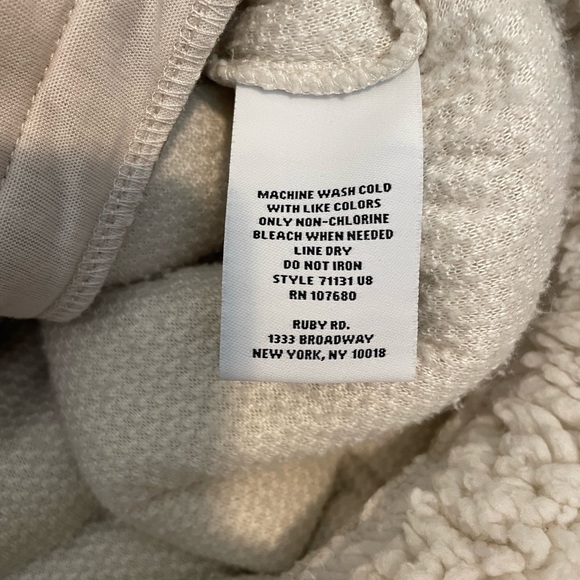 MACHINE WASH COLD
WITH LIKE COLORS
ONLY NON-CHLORINE
BLEACH WHEN NEEDED
LINE DRY
DO NOT IRON
STYLE 71131 U8
RN 107680
RUBY RD.
1333 BROADWAY
NEW YORK, NY 10018